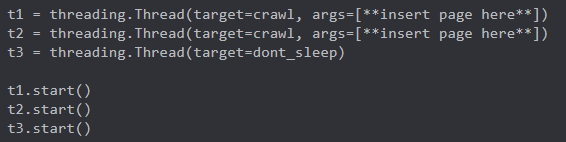 t1 = threading.Thread(target=crawl, args=[**insert page here**])
t2 = threading.Thread(target=crawl, args=[**insert page here**])
t3 = threading.Thread(target=dont_sleep)
t1.start()
t2.start()
t3.start()